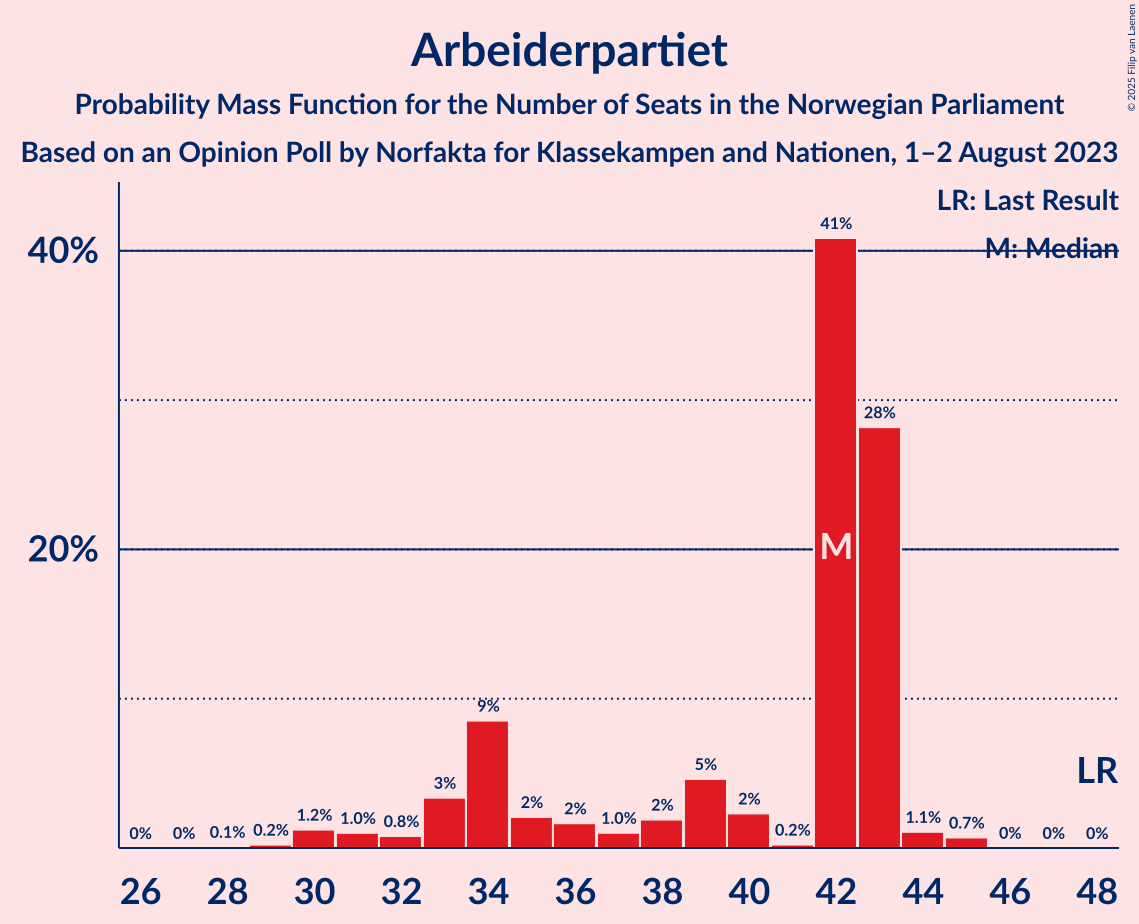 Arbeiderpartiet
Probability Mass Function for the Number of Seats in the Norwegian Parliament
Based on an Opinion Poll by Norfakta for Klassekampen and Nationen, 1–2 August 2023
© 2025 Filip van Laenen
LR: Last Result
M: Median
40%
20%
0% 0% 0.1% 0.2% 1.2% 1.0% 0.8% 3% 9% 2% 2% 1.0% 2% 5% 2% 0.2% 41% 28% 1.1% 0.7% 0% 0% 0%
M
LR
26 28 30 32 34 36 38 40 42 44 46 48